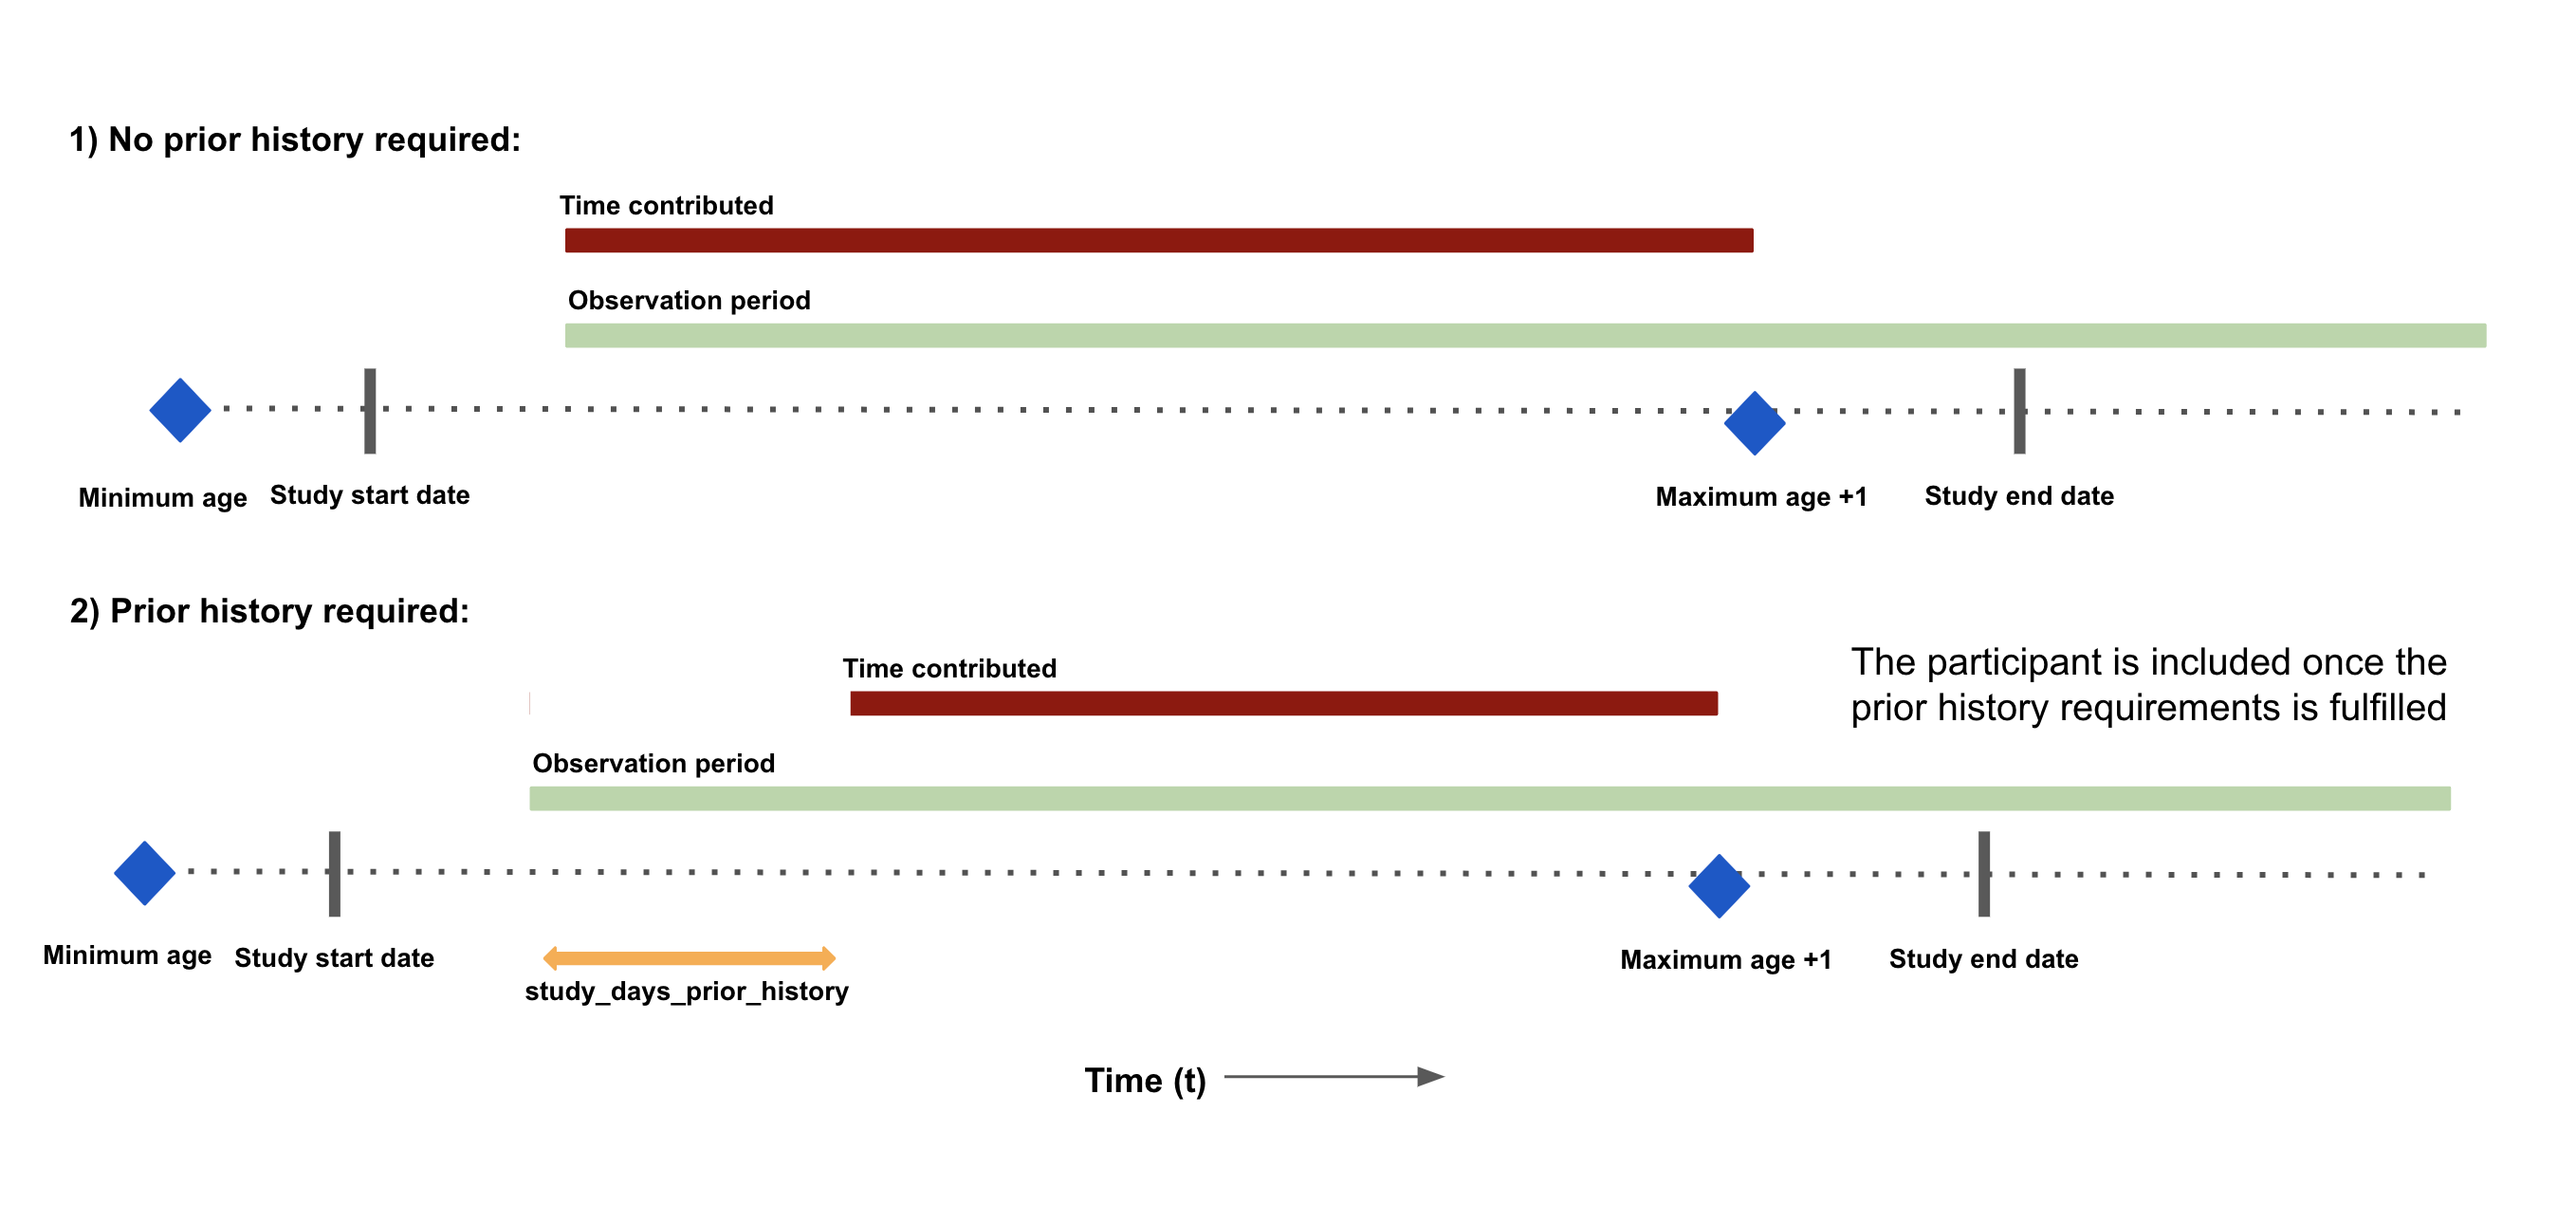 1) No prior history required:
Time contributed
Observation period
Minimum age
Study start date
Maximum age +1
Study end date
2) Prior history required:
Time contributed
The participant is included once the
prior history requirements is fulfilled
Observation period
Minimum age
Study start date
Maximum age +1
Study end date
study_days_prior_history
Time (t)